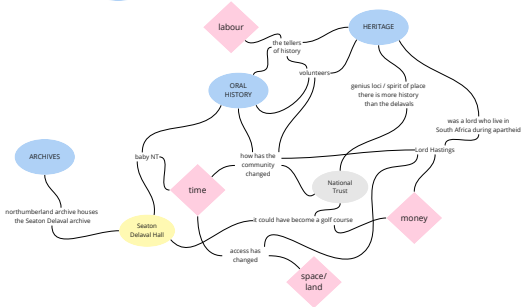 labour
HERITAGE
the tellers
of history
volunteers
ORAL
HISTORY
genius loci / spirit of place
there is more history
than the delavals
was a lord who live in
South Africa during apartheid
ARCHIVES
baby NT
how has the
community
changed
Lord Hastings
time
National
Trust
northumberland archive houses
the Seaton Delaval archive
Seaton
Delaval Hall
it could have become a golf course
money
access has
changed
space/
land